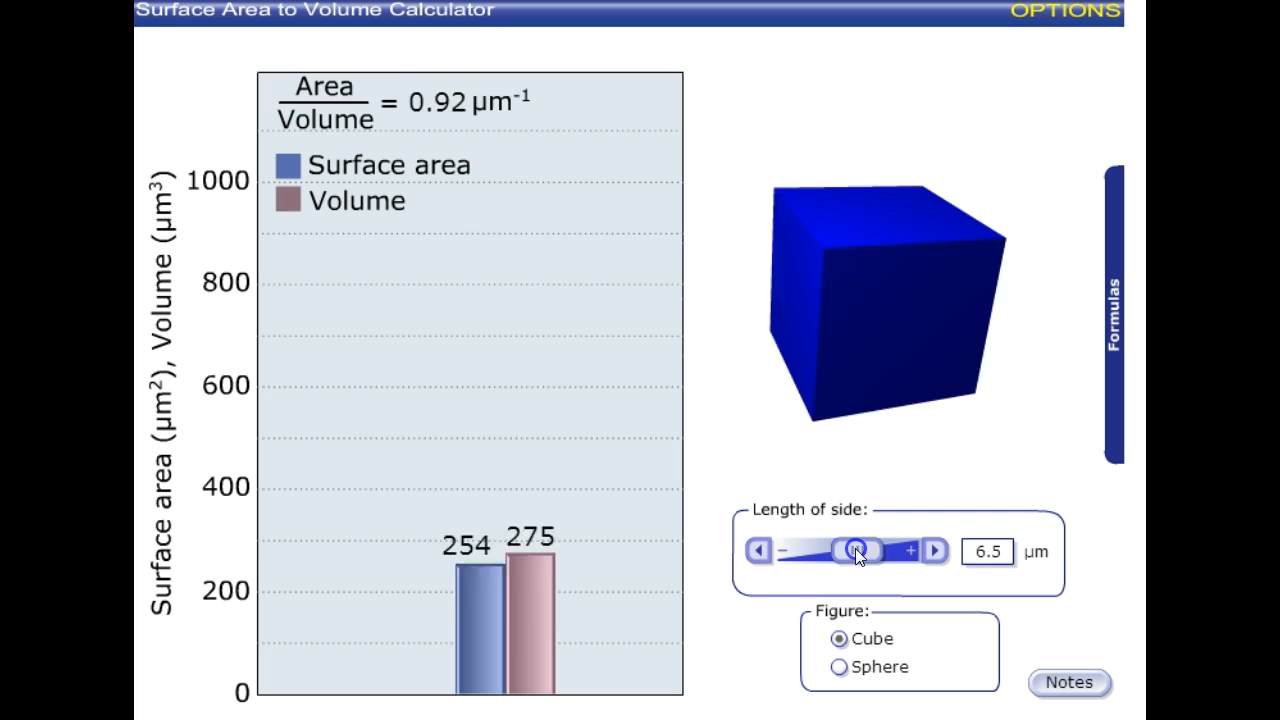 Surface Area to Volume Calculator
OPTIONS
Area
Volume
= 0.92 µm⁻¹
Surface area
Volume
Surface area (µm²), Volume (µm³)
1000
800
600
400
200
0
254
275
Formulas
Length of side:
− + 6.5 µm
Figure:
Cube
Sphere
Notes